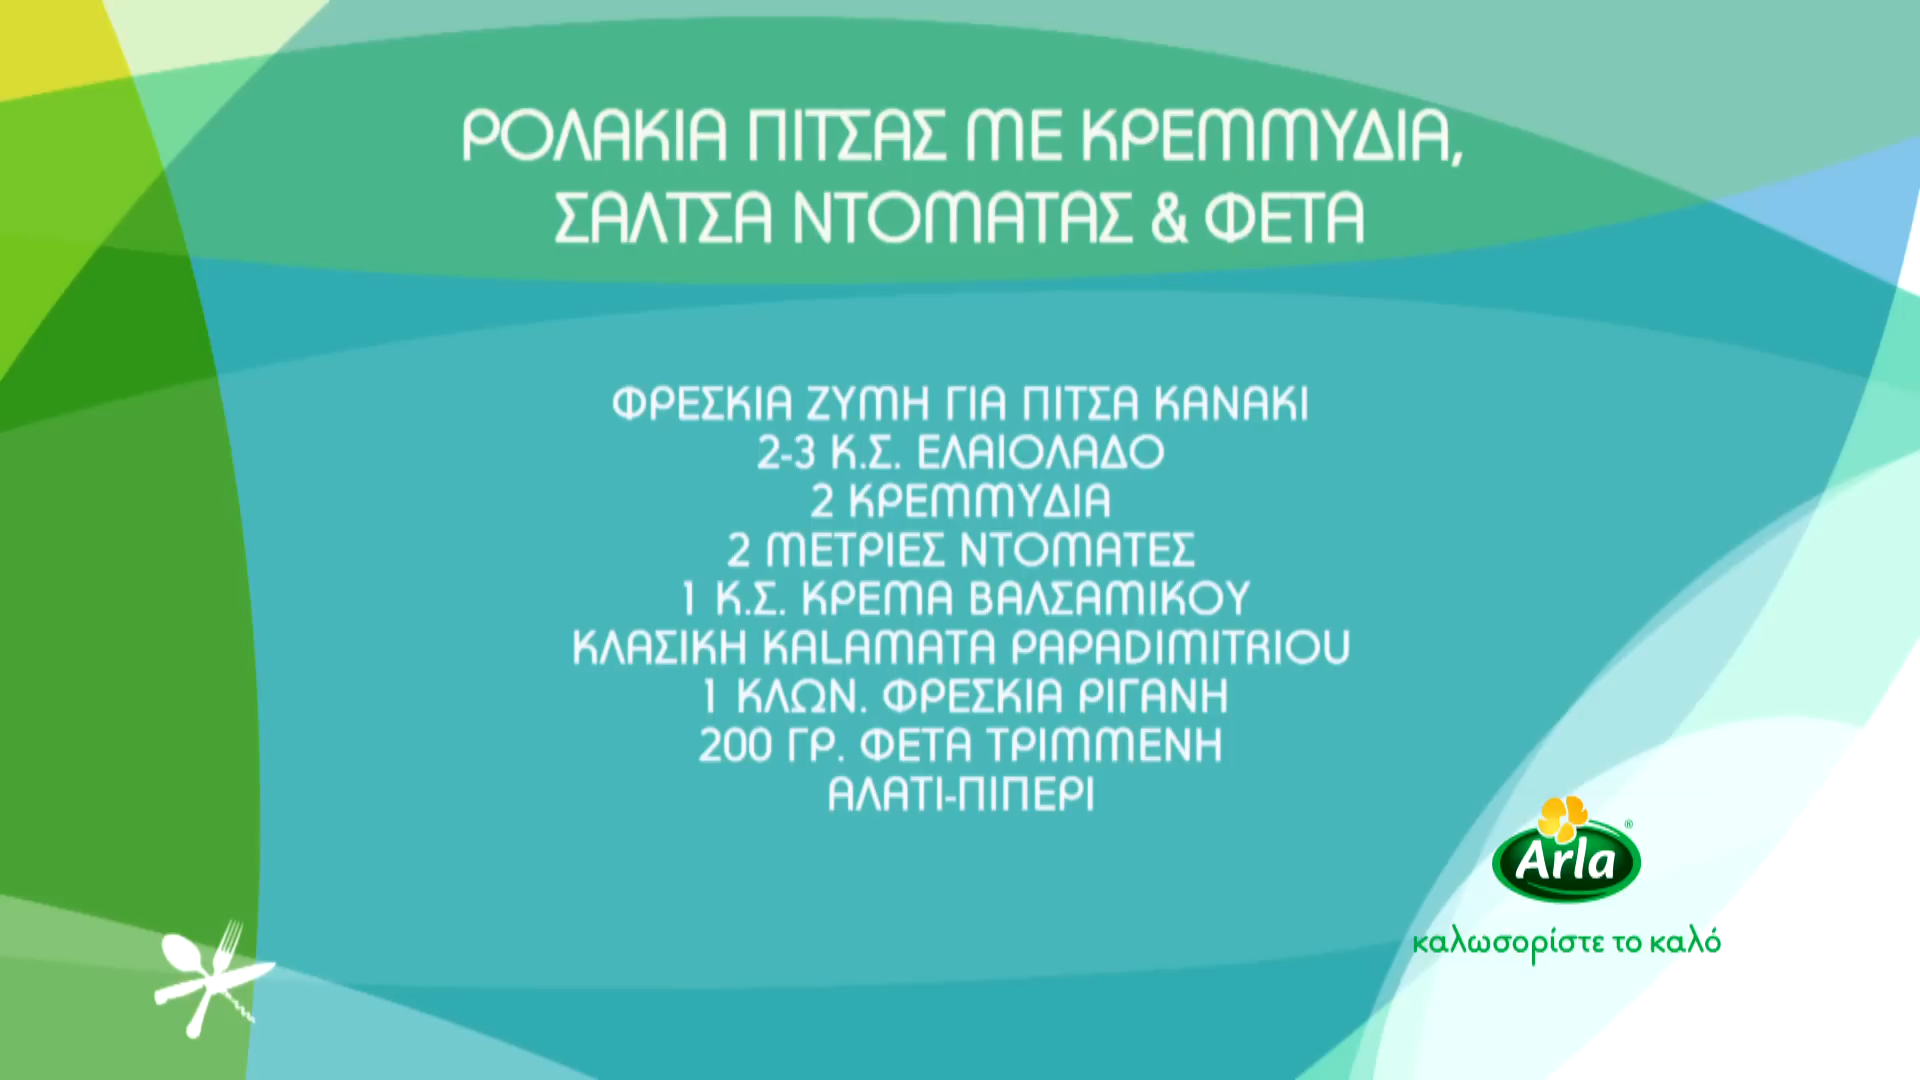 ΡΟΛΑΚΙΑ ΠΙΤΣΑΣ ΜΕ ΚΡΕΜΜΥΔΙΑ,
ΣΑΛΤΣΑ ΝΤΟΜΑΤΑΣ & ΦΕΤΑ
ΦΡΕΣΚΙΑ ΖΥΜΗ ΓΙΑ ΠΙΤΣΑ ΚΑΝΑΚΙ
2-3 Κ.Σ. ΕΛΑΙΟΛΑΔΟ
2 ΚΡΕΜΜΥΔΙΑ
2 ΜΕΤΡΙΕΣ ΝΤΟΜΑΤΕΣ
1 Κ.Σ. ΚΡΕΜΑ ΒΑΛΣΑΜΙΚΟΥ
ΚΛΑΣΙΚΗ KALAMATA PAPADIMITRIOU
1 ΚΛΩΝ. ΦΡΕΣΚΙΑ ΡΙΓΑΝΗ
200 ΓΡ. ΦΕΤΑ ΤΡΙΜΜΕΝΗ
ΑΛΑΤΙ-ΠΙΠΕΡΙ
Arla®
καλωσορίστε το καλό